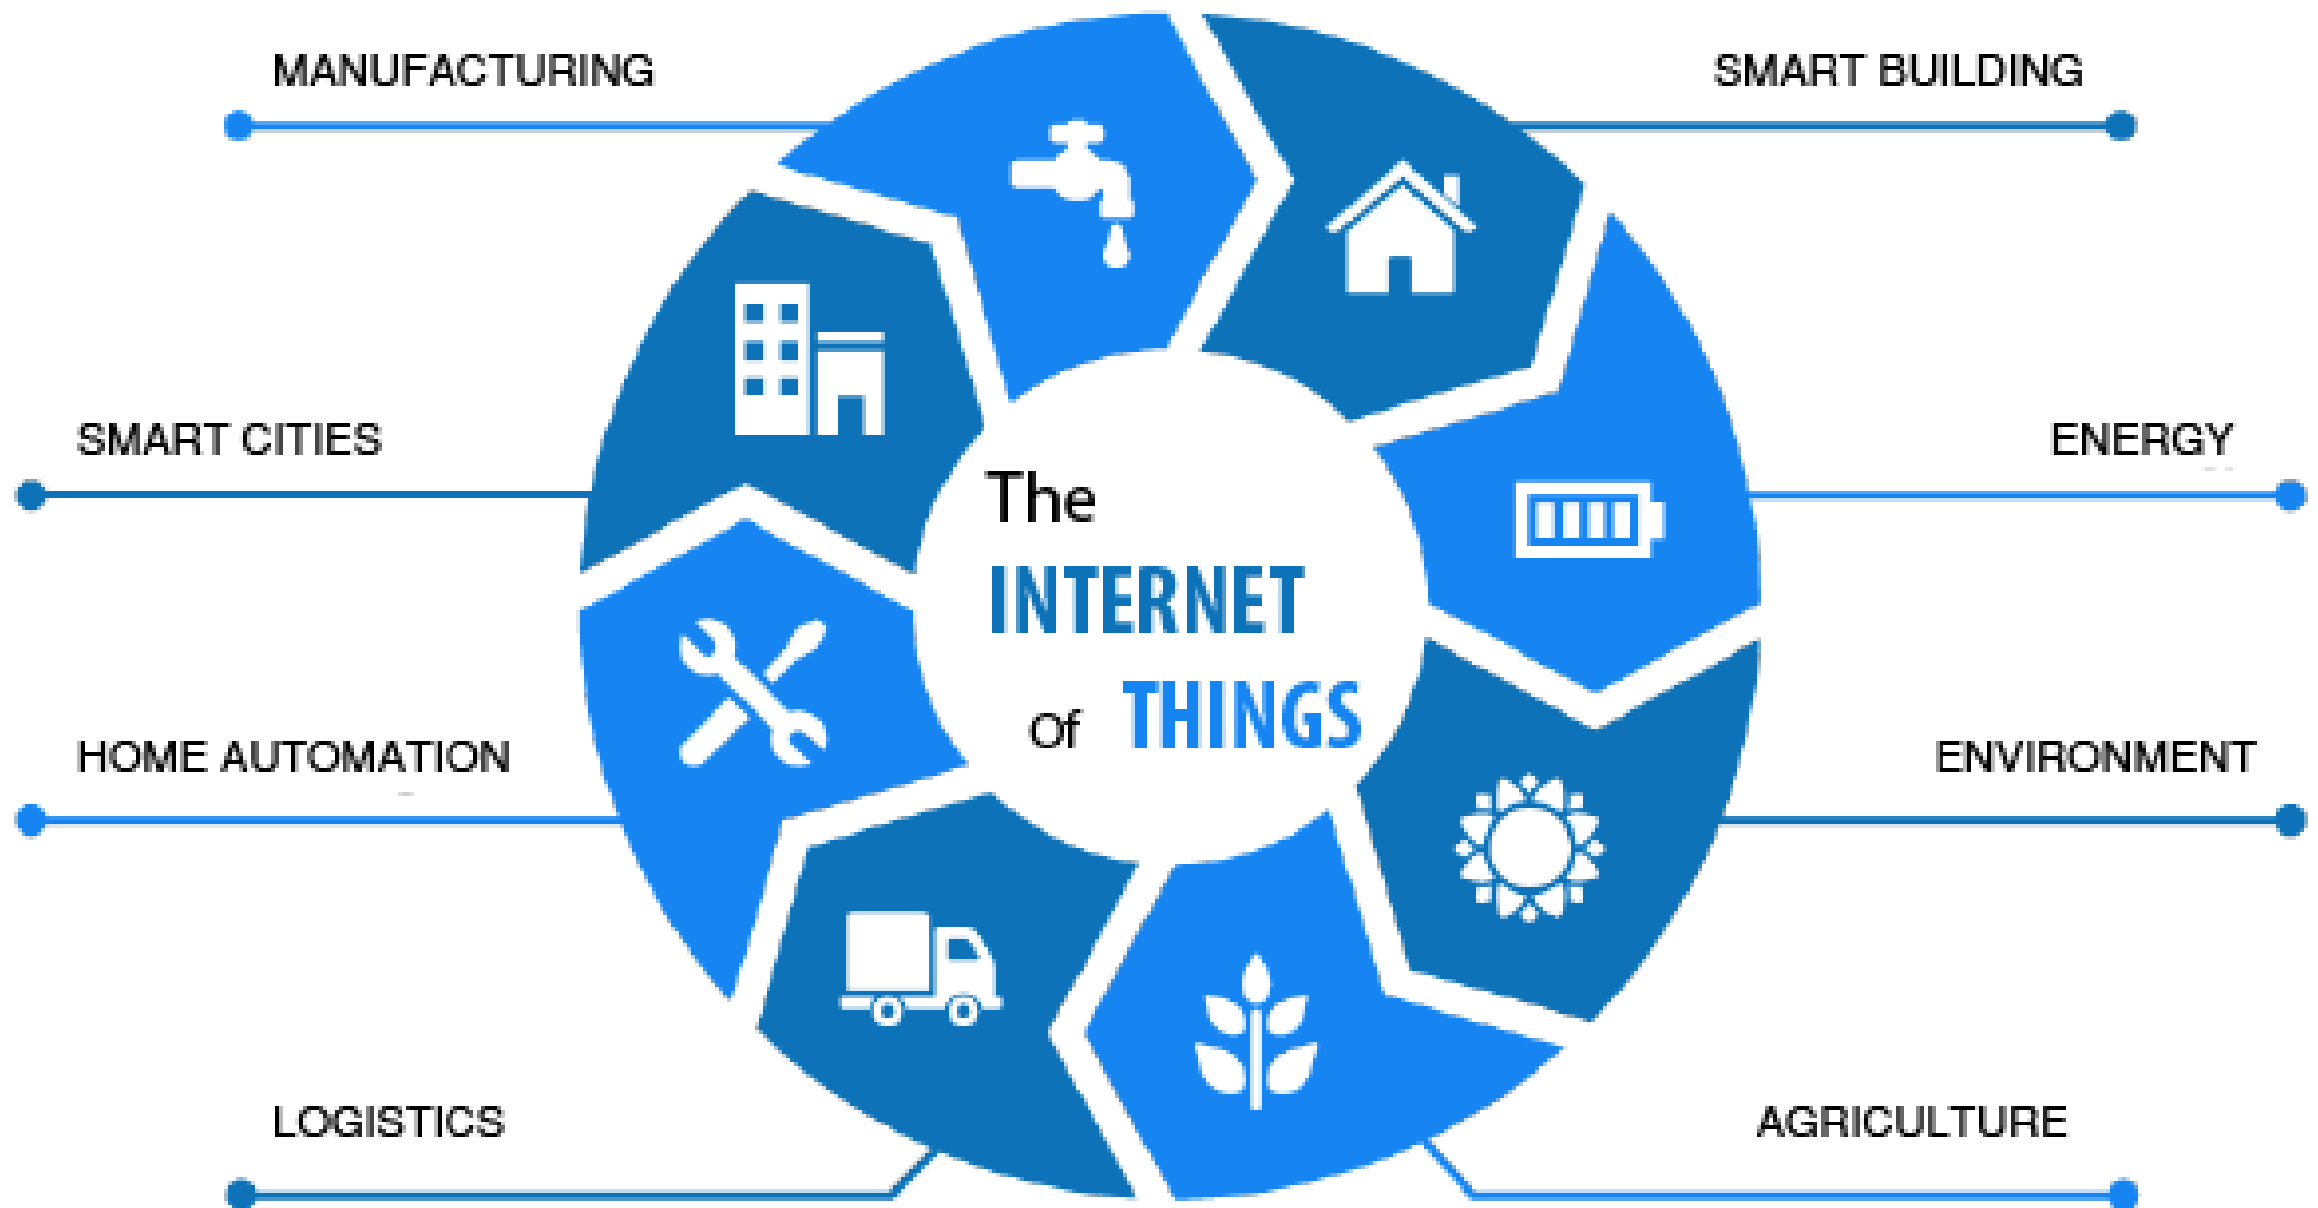 MANUFACTURING
SMART BUILDING
SMART CITIES
ENERGY
The
INTERNET
of THINGS
HOME AUTOMATION
ENVIRONMENT
LOGISTICS
AGRICULTURE